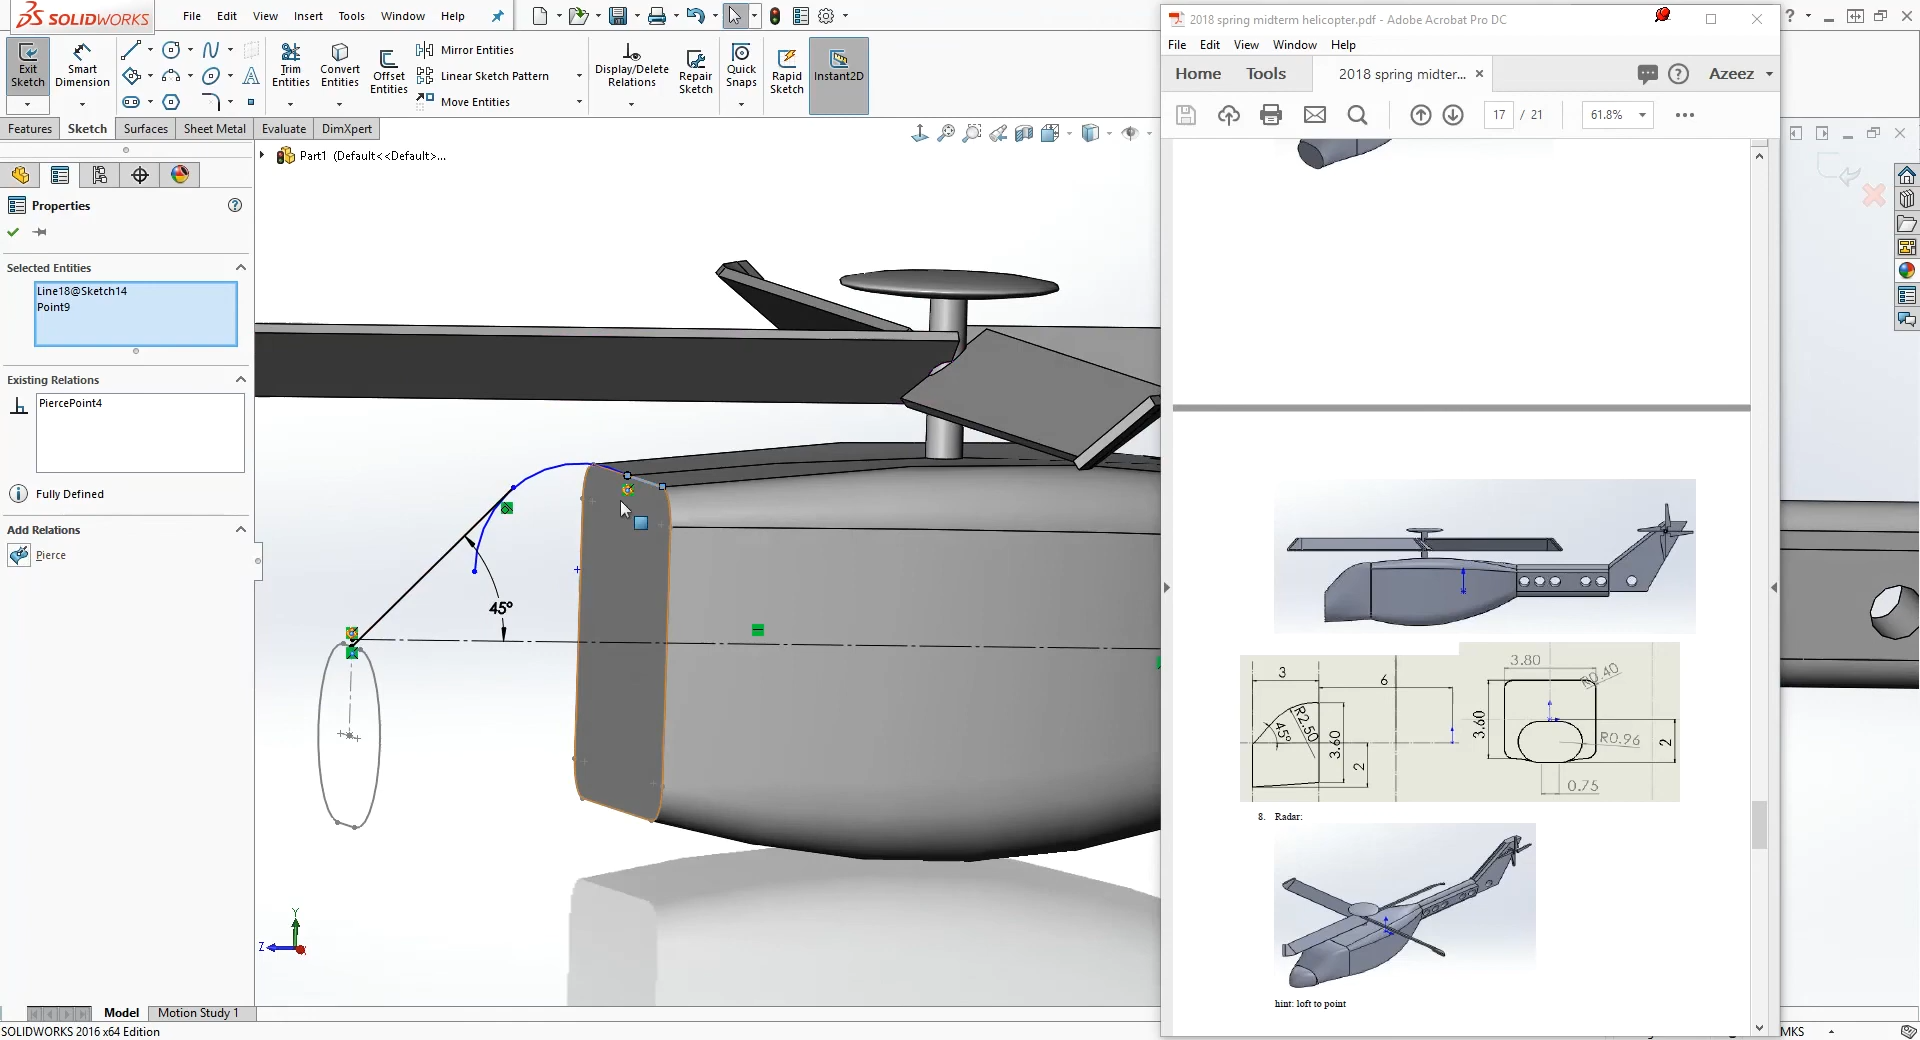 SOLIDWORKS
File Edit View Insert Tools Window Help
Exit Sketch
Smart Dimension
Trim Entities
Convert Entities
Offset Entities
Mirror Entities
Linear Sketch Pattern
Move Entities
Display/Delete Relations
Repair Sketch
Quick Snaps
Rapid Sketch
Instant2D
Features Sketch Surfaces Sheet Metal Evaluate DimXpert
Part1 (Default<<Default>...
Properties
Selected Entities
Line18@Sketch14
Point9
Existing Relations
PiercePoint4
Fully Defined
Add Relations
Pierce
45°
Y
Z
Model Motion Study 1
SOLIDWORKS 2016 x64 Edition
MKS
2018 spring midterm helicopter.pdf - Adobe Acrobat Pro DC
File Edit View Window Help
Home Tools 2018 spring midter... × Azeez
17 / 21 61.8%
3
6
R2.50
45°
3.60
2
3.80
R0.40
3.60
R0.96
2
0.75
8. Radar:
hint: loft to point